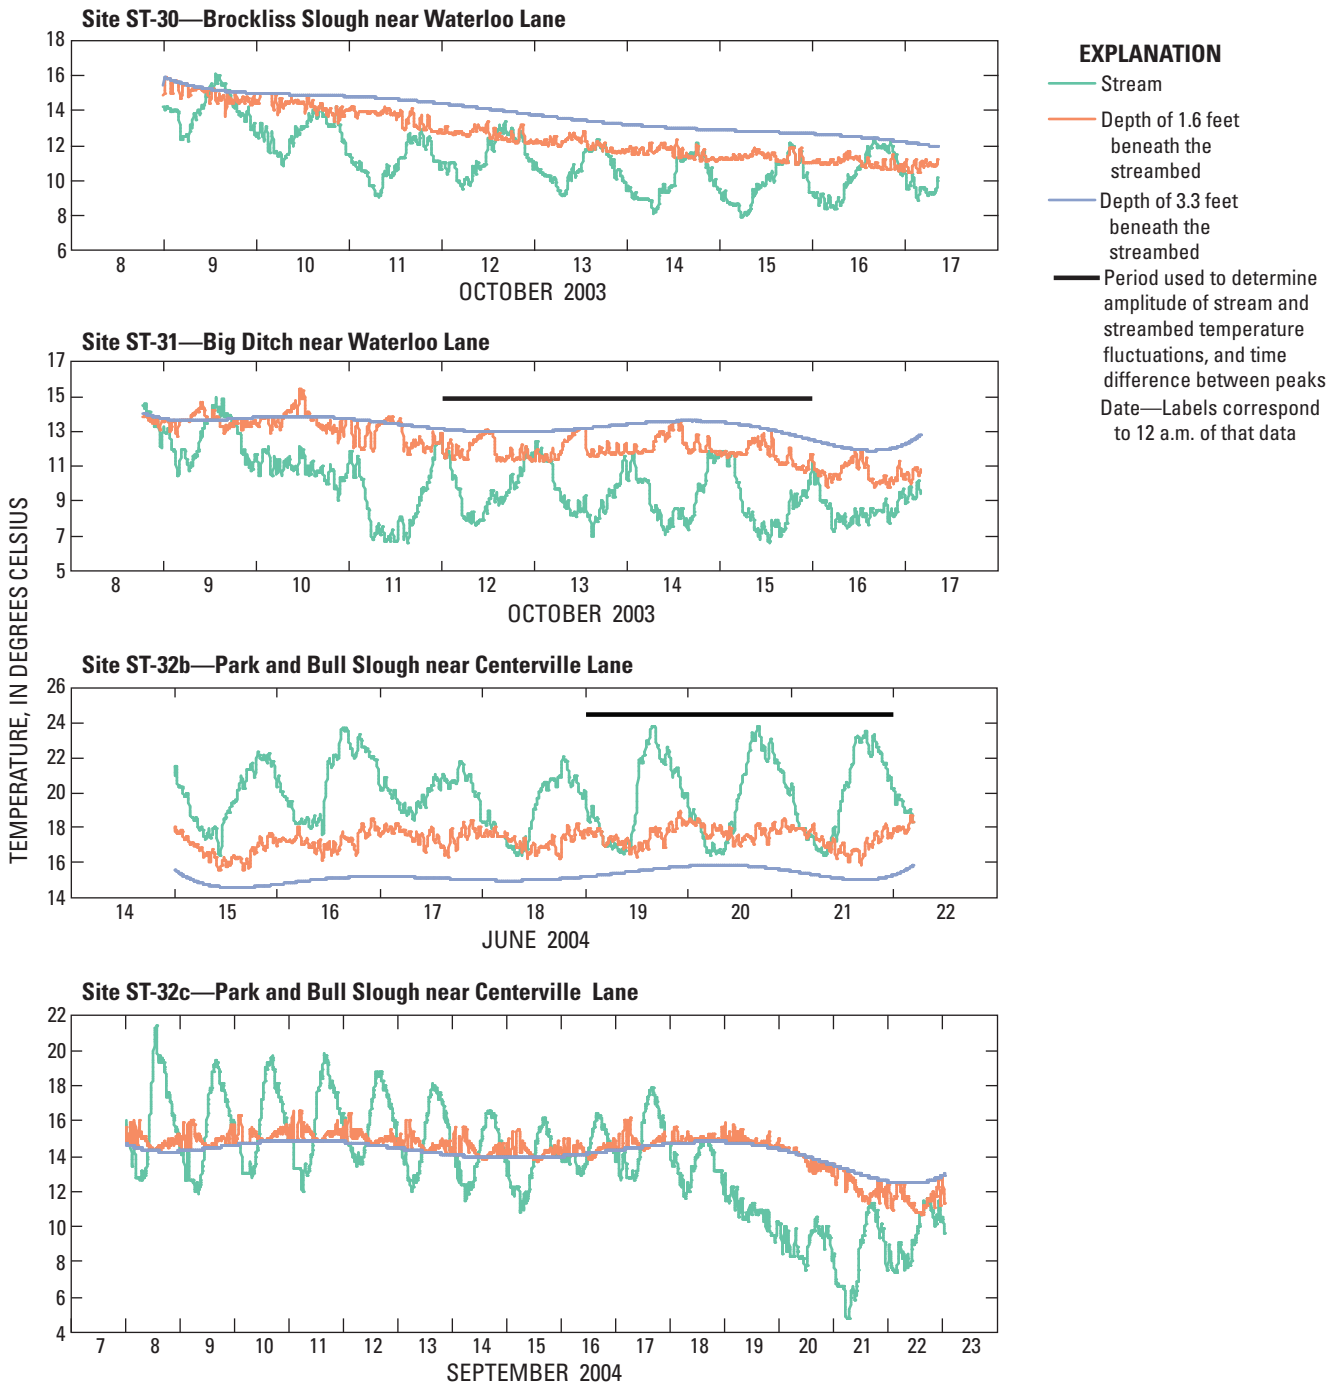 Site ST-30—Brockliss Slough near Waterloo Lane
18
16
14
12
10
8
6
8 9 10 11 12 13 14 15 16 17
OCTOBER 2003
EXPLANATION
Stream
Depth of 1.6 feet
beneath the
streambed
Depth of 3.3 feet
beneath the
streambed
Period used to determine
amplitude of stream and
streambed temperature
fluctuations, and time
difference between peaks
Date—Labels correspond
to 12 a.m. of that data
TEMPERATURE, IN DEGREES CELSIUS
Site ST-31—Big Ditch near Waterloo Lane
17
15
13
11
9
7
5
8 9 10 11 12 13 14 15 16 17
OCTOBER 2003
Site ST-32b—Park and Bull Slough near Centerville Lane
26
24
22
20
18
16
14
14 15 16 17 18 19 20 21 22
JUNE 2004
Site ST-32c—Park and Bull Slough near Centerville Lane
22
20
18
16
14
12
10
8
6
4
7 8 9 10 11 12 13 14 15 16 17 18 19 20 21 22 23
SEPTEMBER 2004